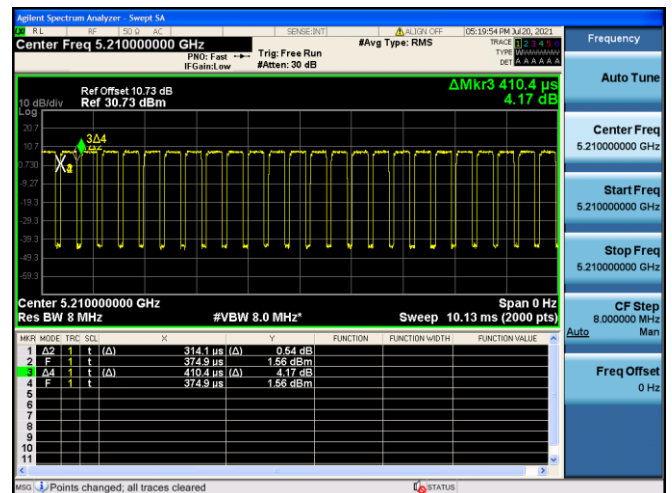 Agilent Spectrum Analyzer - Swept SA
RL RF 50 Ω AC SENSE:INT ALIGN OFF 05:19:54 PM Jul 20, 2021
Center Freq 5.210000000 GHz #Avg Type: RMS TRACE 1 2 3 4 5 6
PNO: Fast Trig: Free Run TYPE
IFGain:Low #Atten: 30 dB DET A A A A A A
Frequency
Auto Tune
ΔMkr3 410.4 µs
Ref Offset 10.73 dB
10 dB/div Ref 30.73 dBm 4.17 dB
Log
20.7
10.7
0.730
-9.27
-19.3
-29.3
-39.3
-49.3
-59.3
3Δ4
Center 5.210000000 GHz Span 0 Hz
Res BW 8 MHz #VBW 8.0 MHz* Sweep 10.13 ms (2000 pts)
Center Freq
5.210000000 GHz
Start Freq
5.210000000 GHz
Stop Freq
5.210000000 GHz
CF Step
8.000000 MHz
Auto Man
Freq Offset
0 Hz
MKR MODE TRC SCL X Y FUNCTION FUNCTION WIDTH FUNCTION VALUE
1 Δ2 1 t (Δ) 314.1 µs (Δ) 0.54 dB
2 F 1 t 374.9 µs 1.56 dBm
3 Δ4 1 t (Δ) 410.4 µs (Δ) 4.17 dB
4 F 1 t 374.9 µs 1.56 dBm
5
6
7
8
9
10
11
MSG Points changed; all traces cleared STATUS